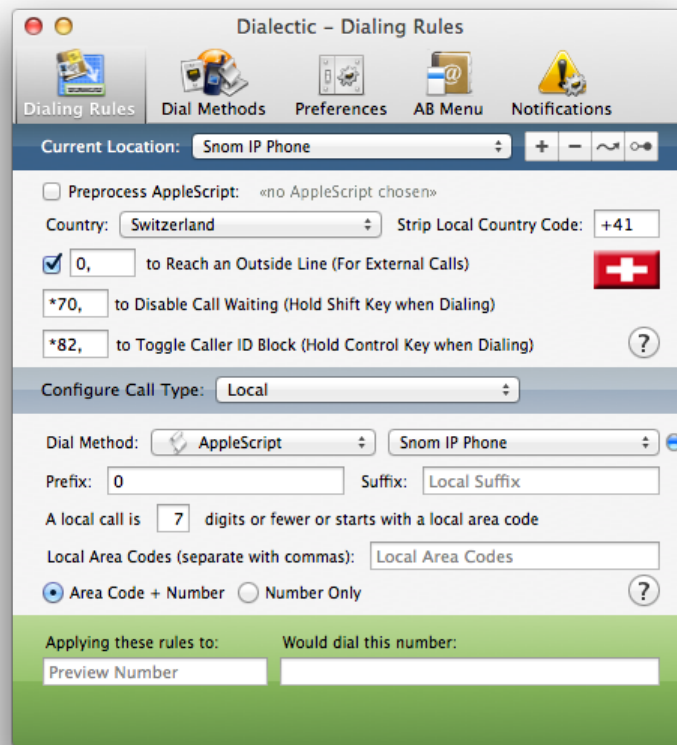 Dialectic – Dialing Rules
Dialing Rules Dial Methods Preferences AB Menu Notifications
Current Location: Snom IP Phone
Preprocess AppleScript: «no AppleScript chosen»
Country: Switzerland Strip Local Country Code: +41
0, to Reach an Outside Line (For External Calls)
*70, to Disable Call Waiting (Hold Shift Key when Dialing)
*82, to Toggle Caller ID Block (Hold Control Key when Dialing) ?
Configure Call Type: Local
Dial Method: AppleScript Snom IP Phone
Prefix: 0 Suffix: Local Suffix
A local call is 7 digits or fewer or starts with a local area code
Local Area Codes (separate with commas): Local Area Codes
Area Code + Number Number Only ?
Applying these rules to: Would dial this number:
Preview Number